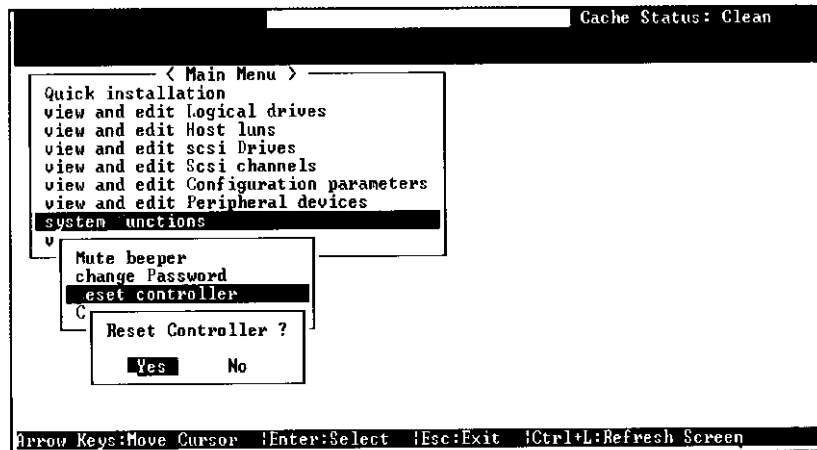 Cache Status: Clean
< Main Menu >
Quick installation
view and edit Logical drives
view and edit Host luns
view and edit scsi Drives
view and edit Scsi channels
view and edit Configuration parameters
view and edit Peripheral devices
system unctions
v
Mute beeper
change Password
eset controller
C
Reset Controller ?
Yes No
Arrow Keys:Move Cursor |Enter:Select |Esc:Exit |Ctrl+L:Refresh Screen